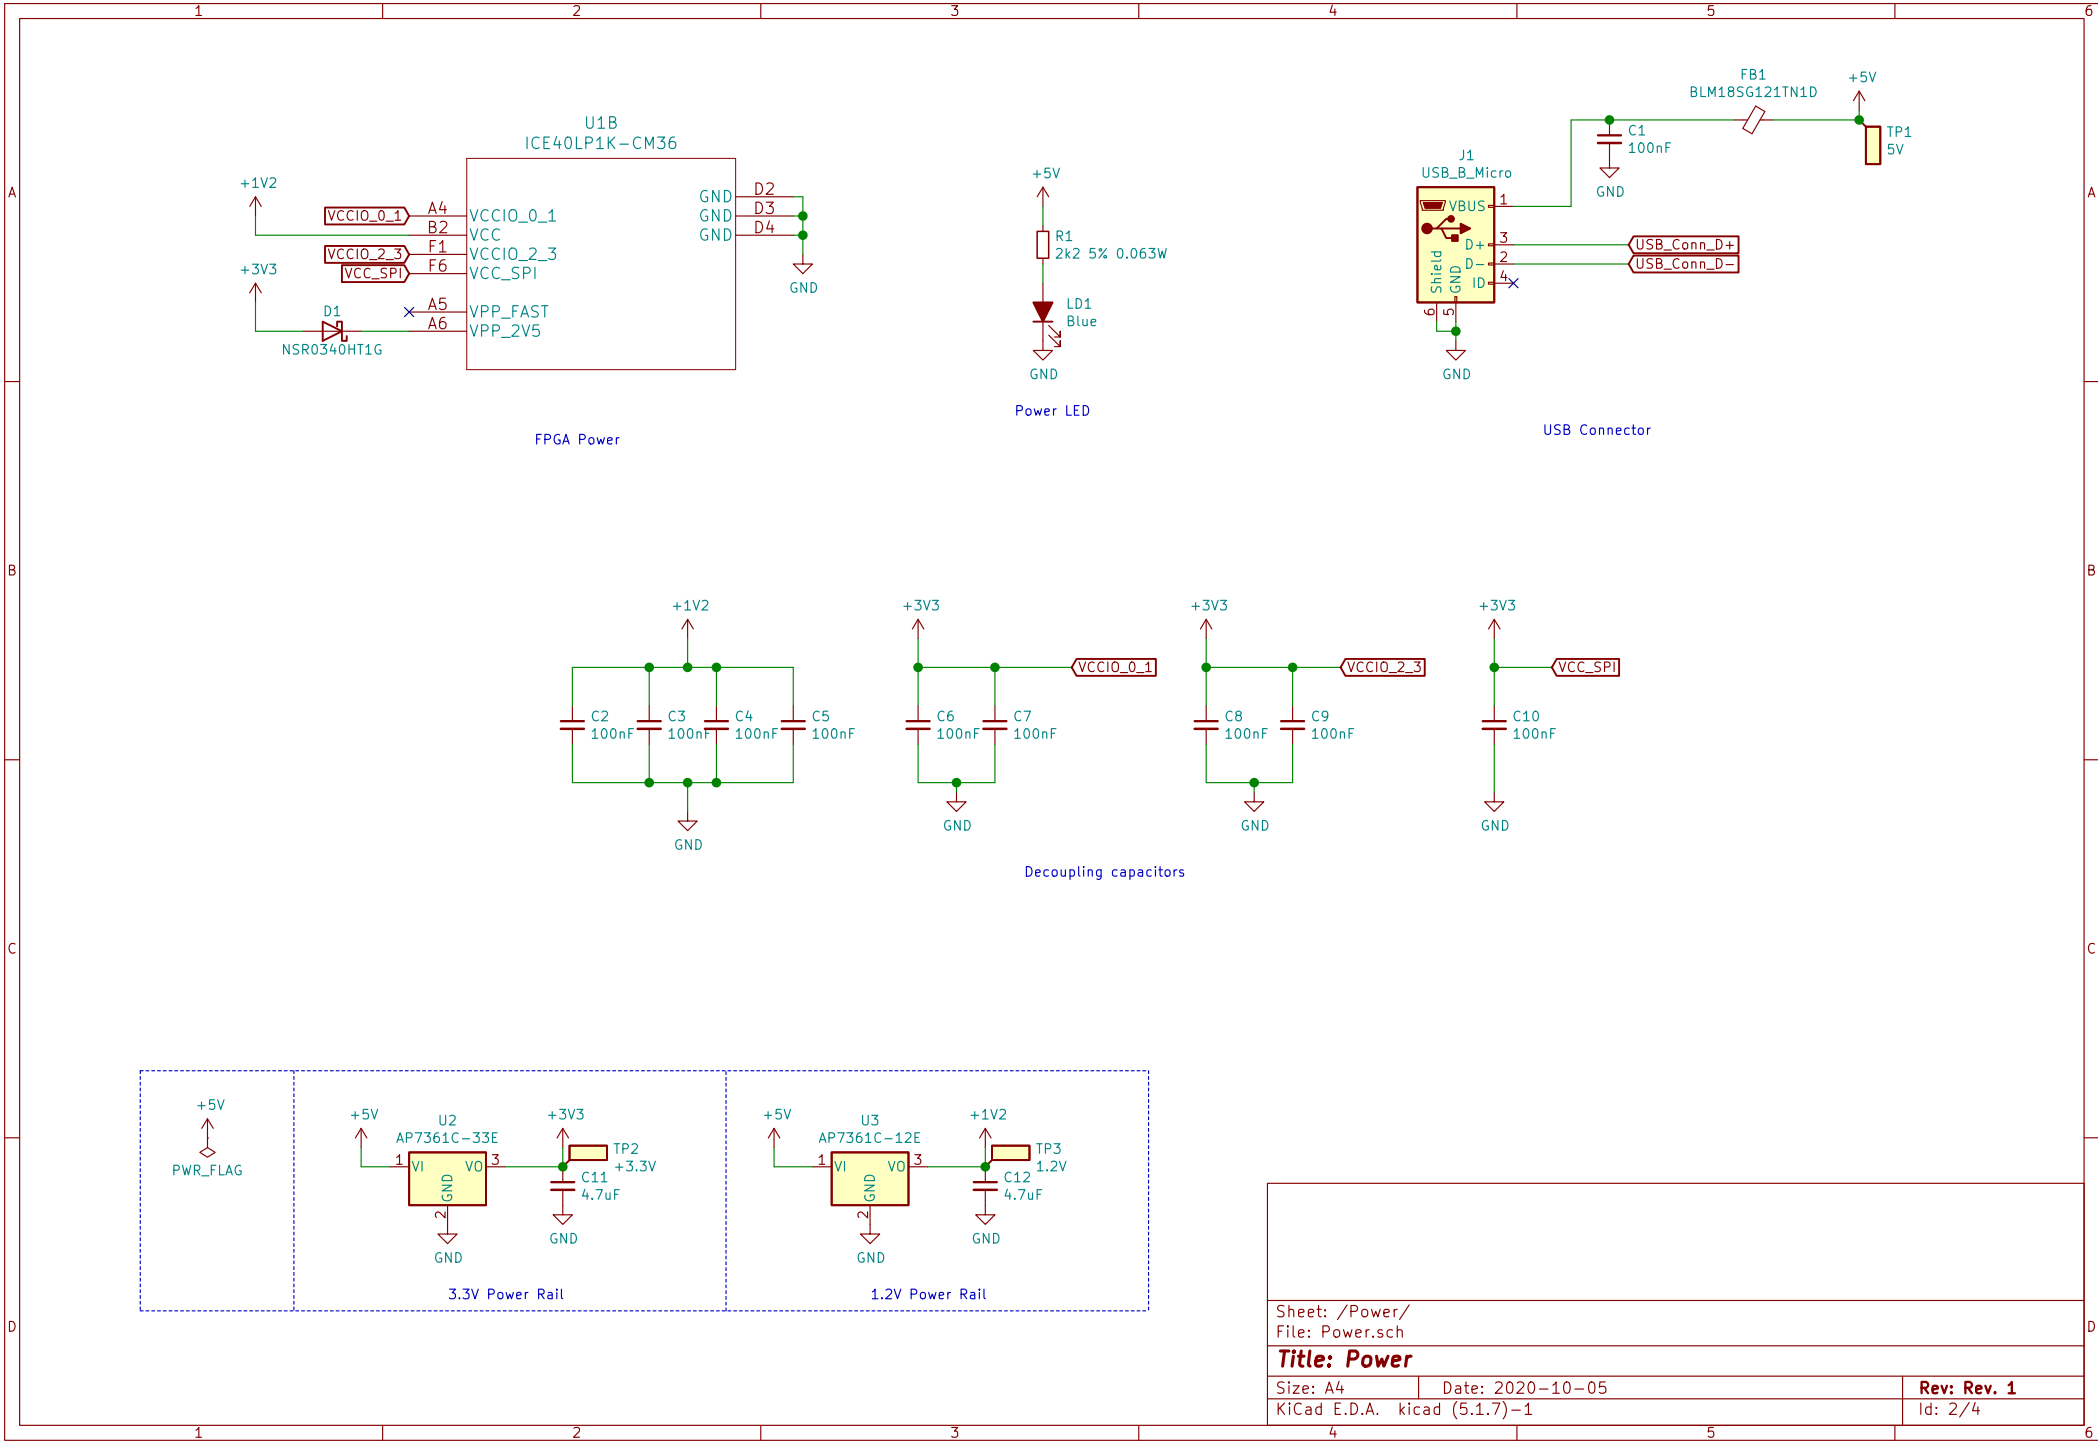 1 2 3 4 5 6
A
B
C
D
A
B
C
D
1 2 3 4 5 6
U1B
ICE40LP1K-CM36
+1V2
+3V3
VCCIO_0_1
VCCIO_2_3
VCC_SPI
A4
B2
F1
F6
A5
A6
VCCIO_0_1
VCC
VCCIO_2_3
VCC_SPI
VPP_FAST
VPP_2V5
GND
GND
GND
D2
D3
D4
GND
D1
NSR0340HT1G
FPGA Power
+5V
R1
2k2 5% 0.063W
LD1
Blue
GND
Power LED
FB1
BLM18SG121TN1D
+5V
TP1
5V
C1
100nF
GND
J1
USB_B_Micro
VBUS
D+
D-
ID
Shield
GND
1
3
2
4
6
5
USB_Conn_D+
USB_Conn_D-
GND
USB Connector
+1V2
C2
100nF
C3
100nF
C4
100nF
C5
100nF
GND
+3V3
VCCIO_0_1
C6
100nF
C7
100nF
GND
+3V3
VCCIO_2_3
C8
100nF
C9
100nF
GND
+3V3
VCC_SPI
C10
100nF
GND
Decoupling capacitors
+5V
PWR_FLAG
+5V
U2
AP7361C-33E
1
VI
VO
3
GND
2
GND
+3V3
TP2
+3.3V
C11
4.7uF
GND
3.3V Power Rail
+5V
U3
AP7361C-12E
1
VI
VO
3
GND
2
GND
+1V2
TP3
1.2V
C12
4.7uF
GND
1.2V Power Rail
Sheet: /Power/
File: Power.sch
Title: Power
Size: A4 Date: 2020-10-05 Rev: Rev. 1
KiCad E.D.A. kicad (5.1.7)-1 Id: 2/4